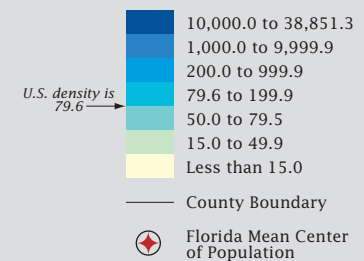 10,000.0 to 38,851.3
1,000.0 to 9,999.9
200.0 to 999.9
79.6 to 199.9
U.S. density is
79.6
50.0 to 79.5
15.0 to 49.9
Less than 15.0
County Boundary
Florida Mean Center
of Population